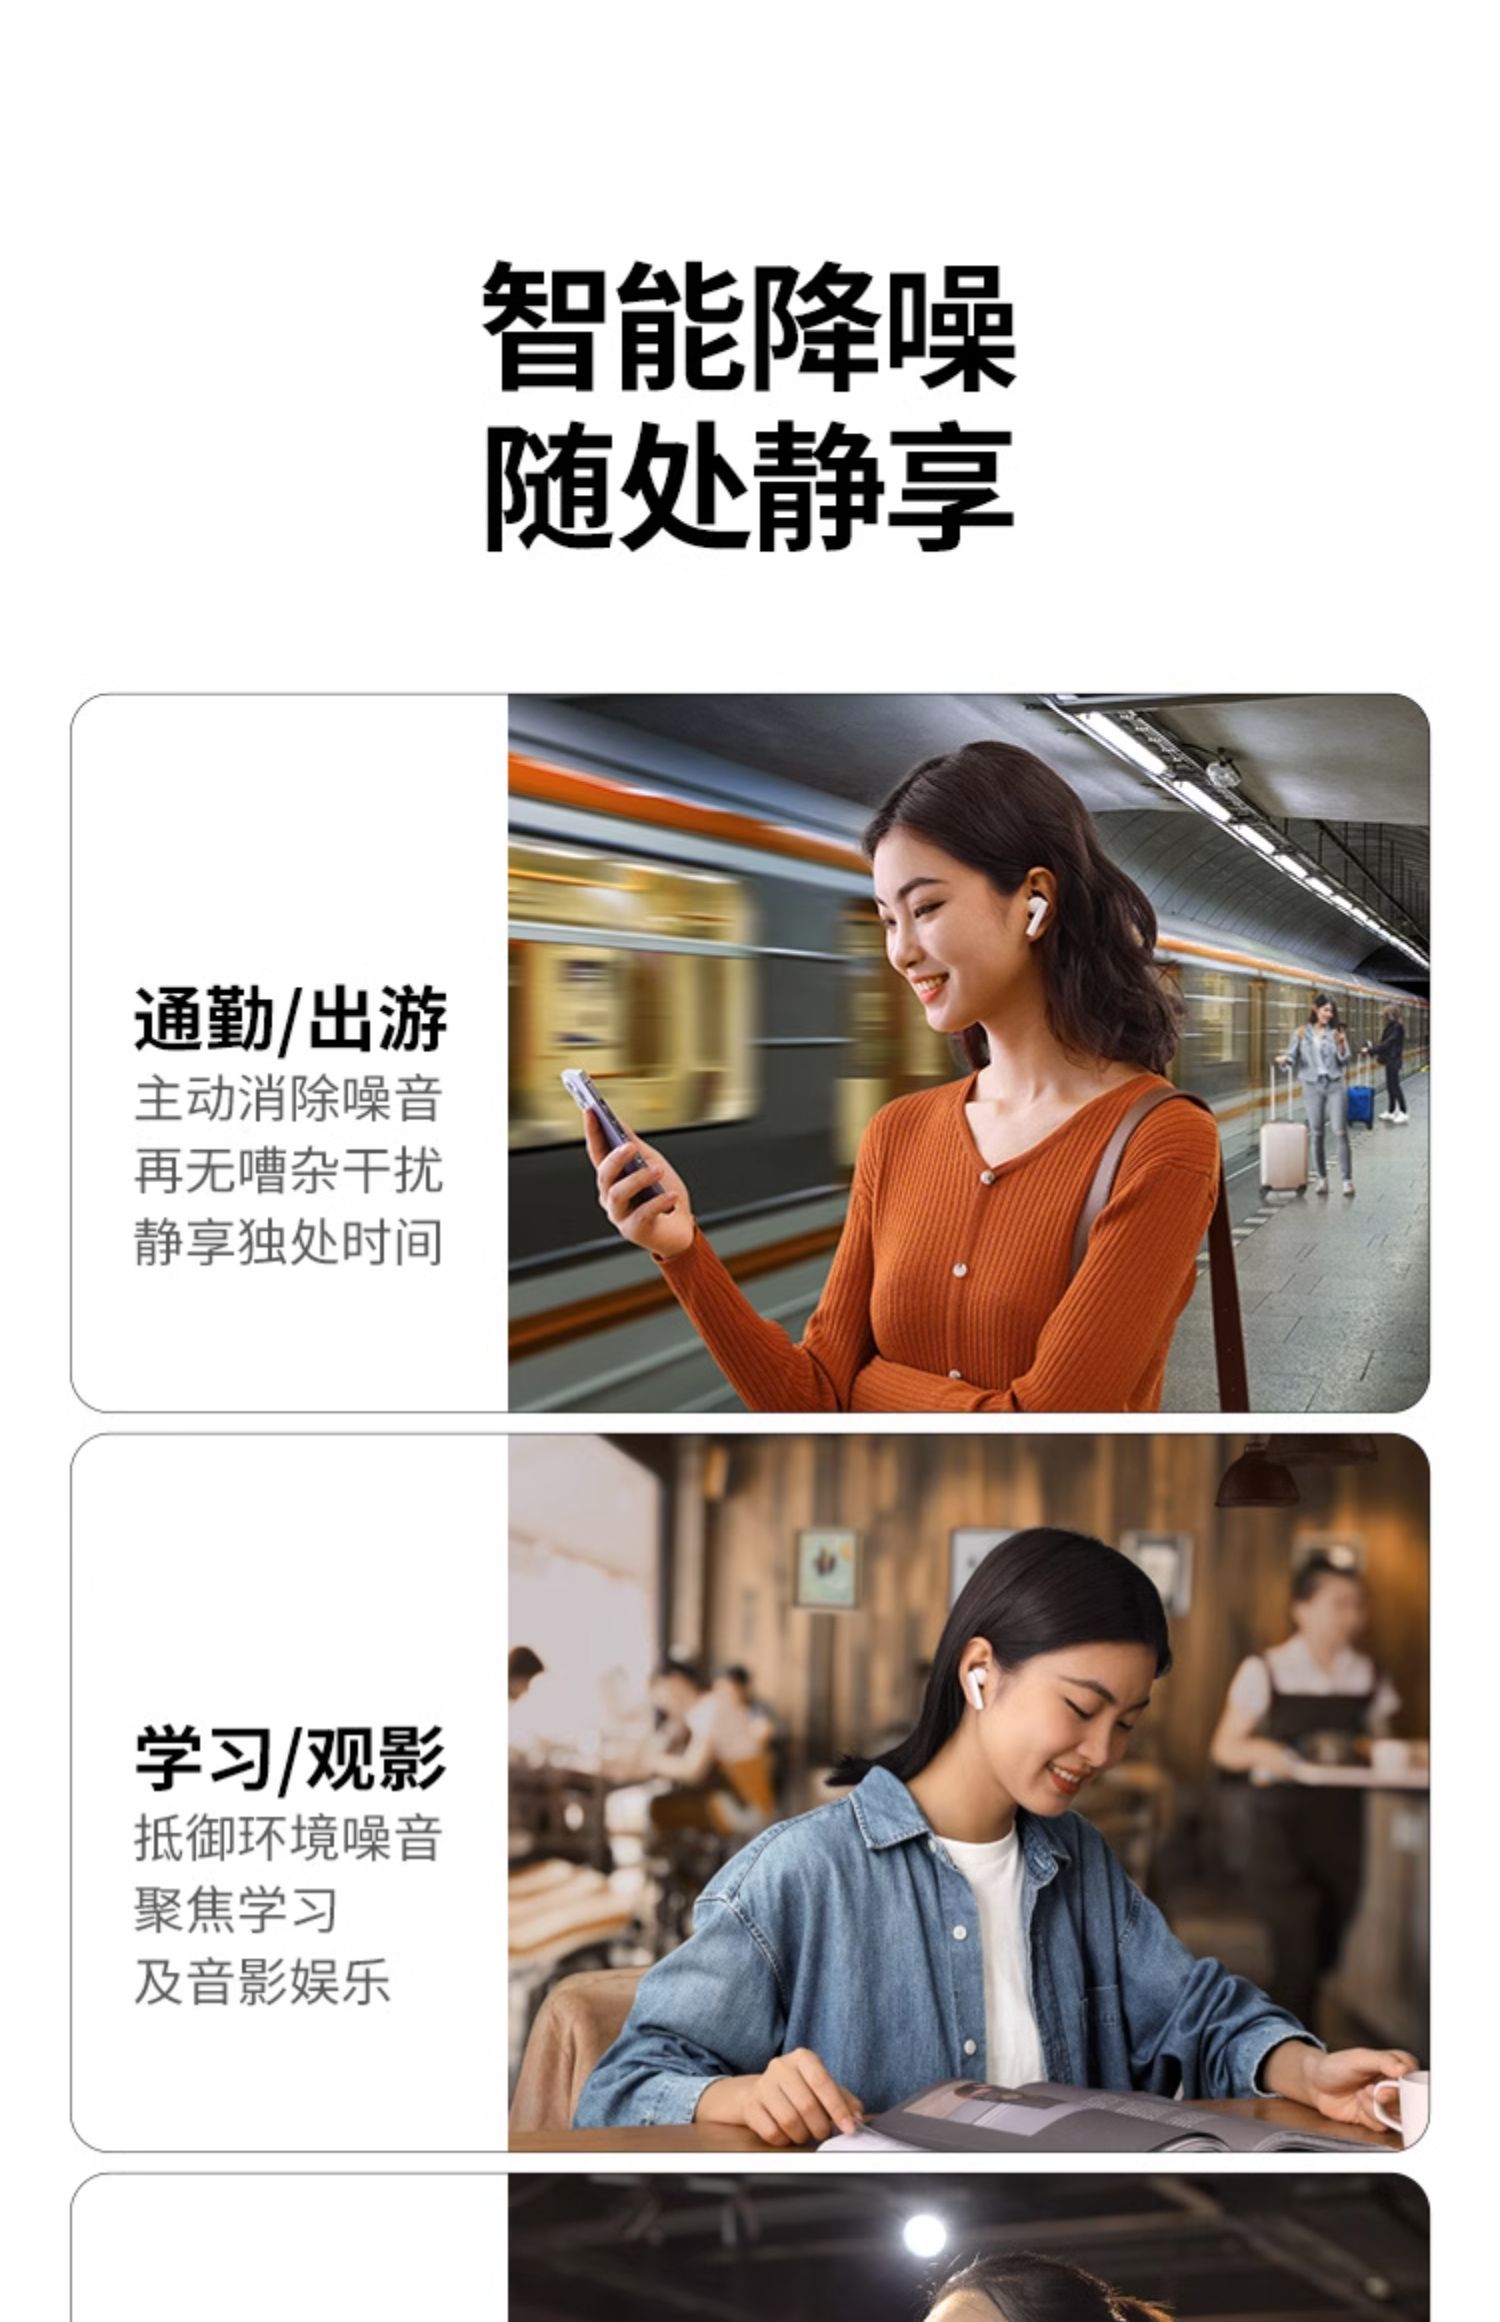 智能降噪
随处静享
通勤/出游
主动消除噪音
再无嘈杂干扰
静享独处时间
学习/观影
抵御环境噪音
聚焦学习
及音影娱乐